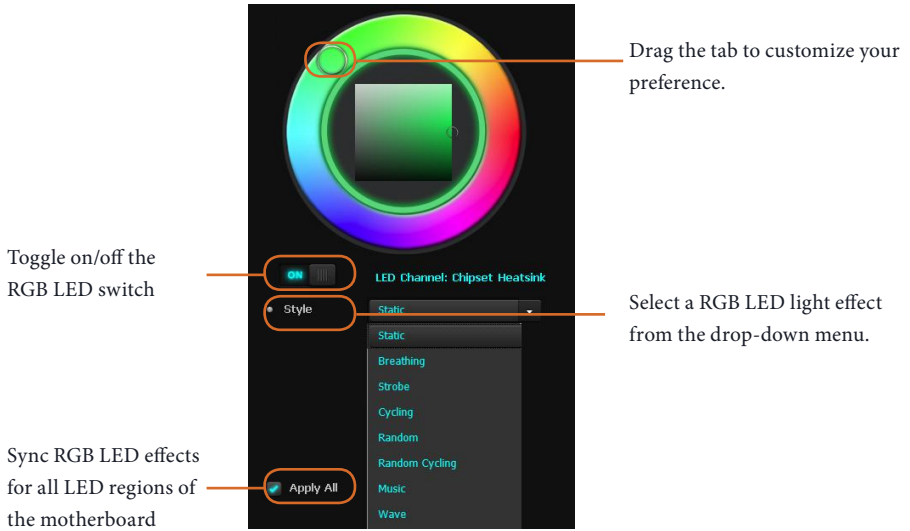 Drag the tab to customize your
preference.
Toggle on/off the
RGB LED switch
ON
LED Channel: Chipset Heatsink
Style
Static
Select a RGB LED light effect
from the drop-down menu.
Static
Breathing
Strobe
Cycling
Random
Random Cycling
Music
Wave
Sync RGB LED effects
for all LED regions of
the motherboard
Apply All